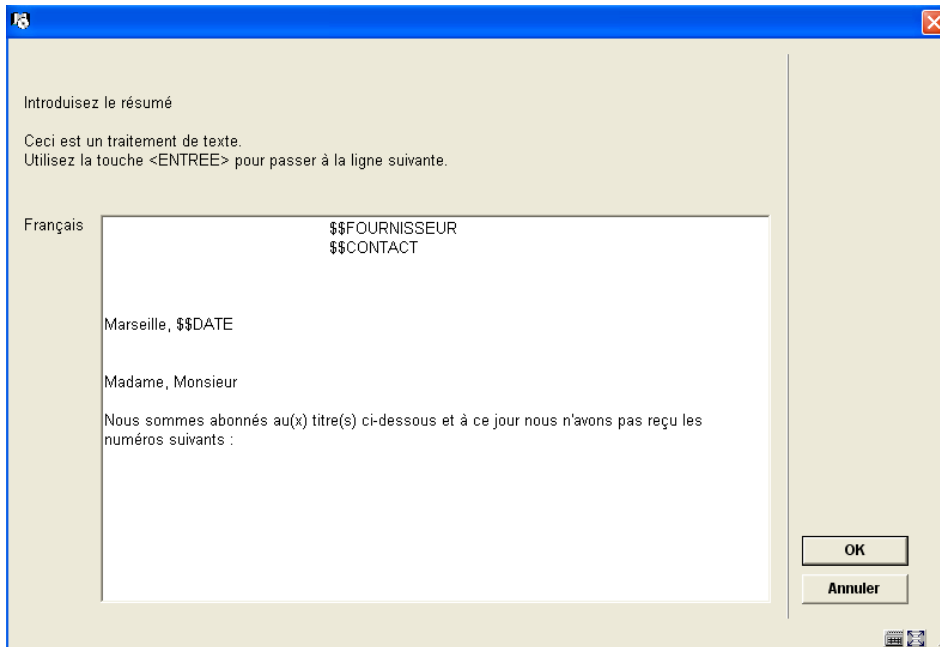 Introduisez le résumé
Ceci est un traitement de texte.
Utilisez la touche <ENTREE> pour passer à la ligne suivante.
Français
$$FOURNISSEUR
$$CONTACT
Marseille, $$DATE
Madame, Monsieur
Nous sommes abonnés au(x) titre(s) ci-dessous et à ce jour nous n'avons pas reçu les
numéros suivants :
OK
Annuler